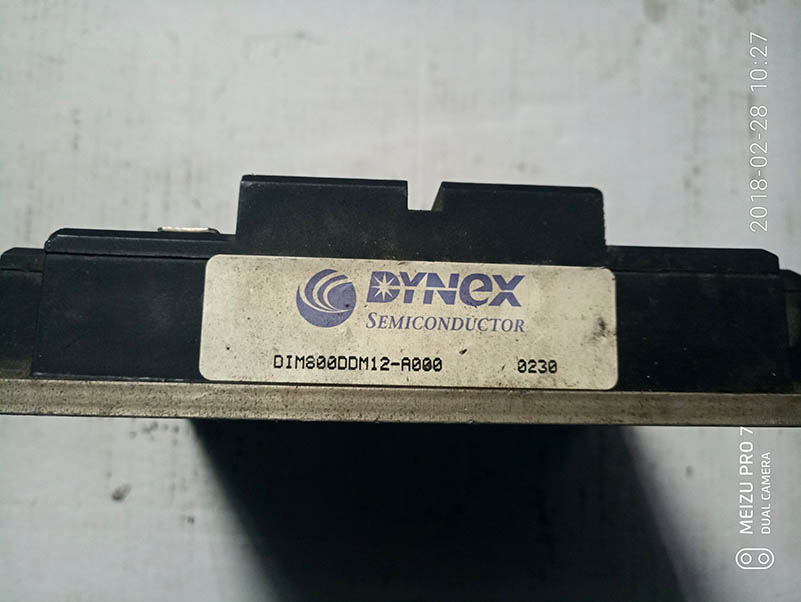 DYNEX
SEMICONDUCTOR
DIM800DDM12-A000 0230
2018-02-28 10:27
MEIZU PRO 7
DUAL CAMERA